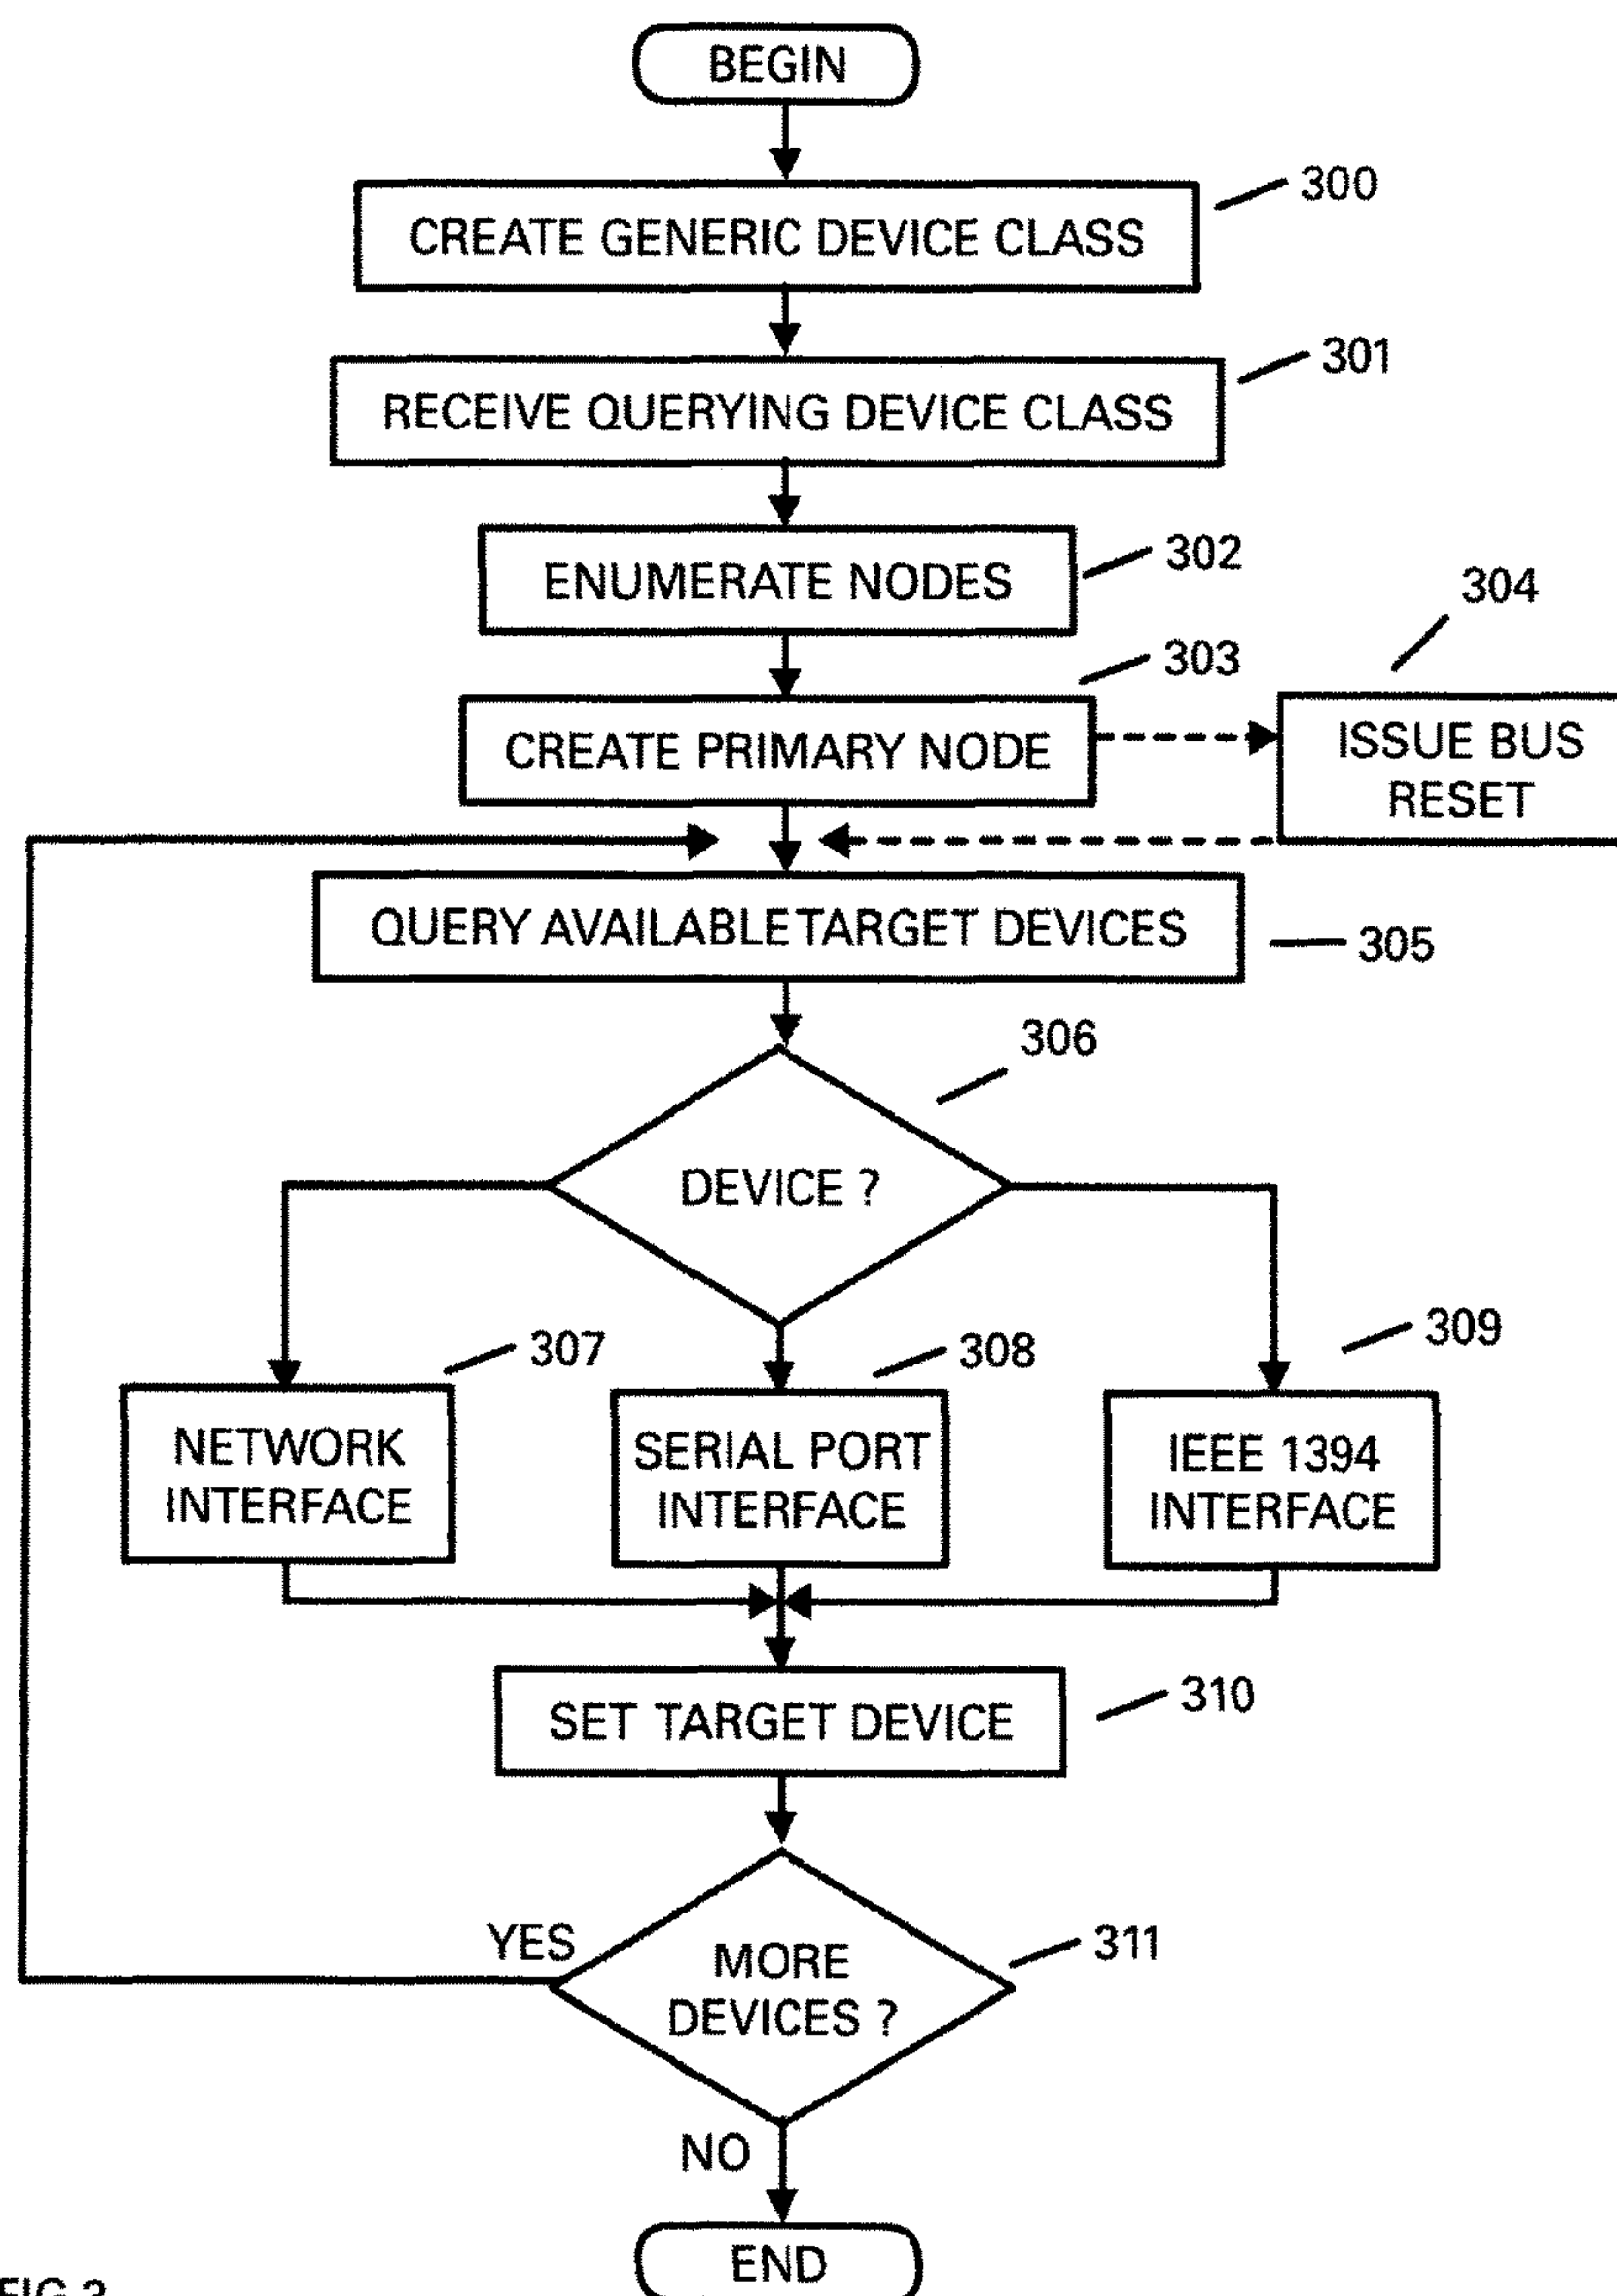 BEGIN
300
CREATE GENERIC DEVICE CLASS
301
RECEIVE QUERYING DEVICE CLASS
302
ENUMERATE NODES
303
304
CREATE PRIMARY NODE
ISSUE BUS
RESET
QUERY AVAILABLE TARGET DEVICES
305
306
DEVICE ?
307
308
309
NETWORK
INTERFACE
SERIAL PORT
INTERFACE
IEEE 1394
INTERFACE
SET TARGET DEVICE
310
YES
MORE
DEVICES ?
311
NO
END
FIG 3